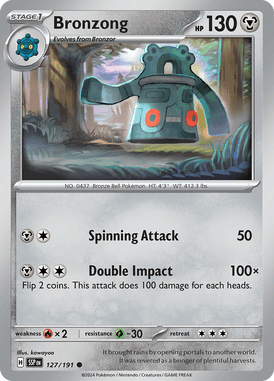 STAGE 1
Bronzong
HP 130
Evolves from Bronzor
NO. 0437 Bronze Bell Pokémon HT: 4'3" WT: 412.3 lbs.
Spinning Attack 50
Double Impact 100×
Flip 2 coins. This attack does 100 damage for each heads.
weakness × 2 resistance -30 retreat
Illus. kawayoo
H SSP EN 127/191
©2024 Pokémon / Nintendo / Creatures / GAME FREAK
It brought rains by opening portals to another world.
It was revered as a bringer of plentiful harvests.